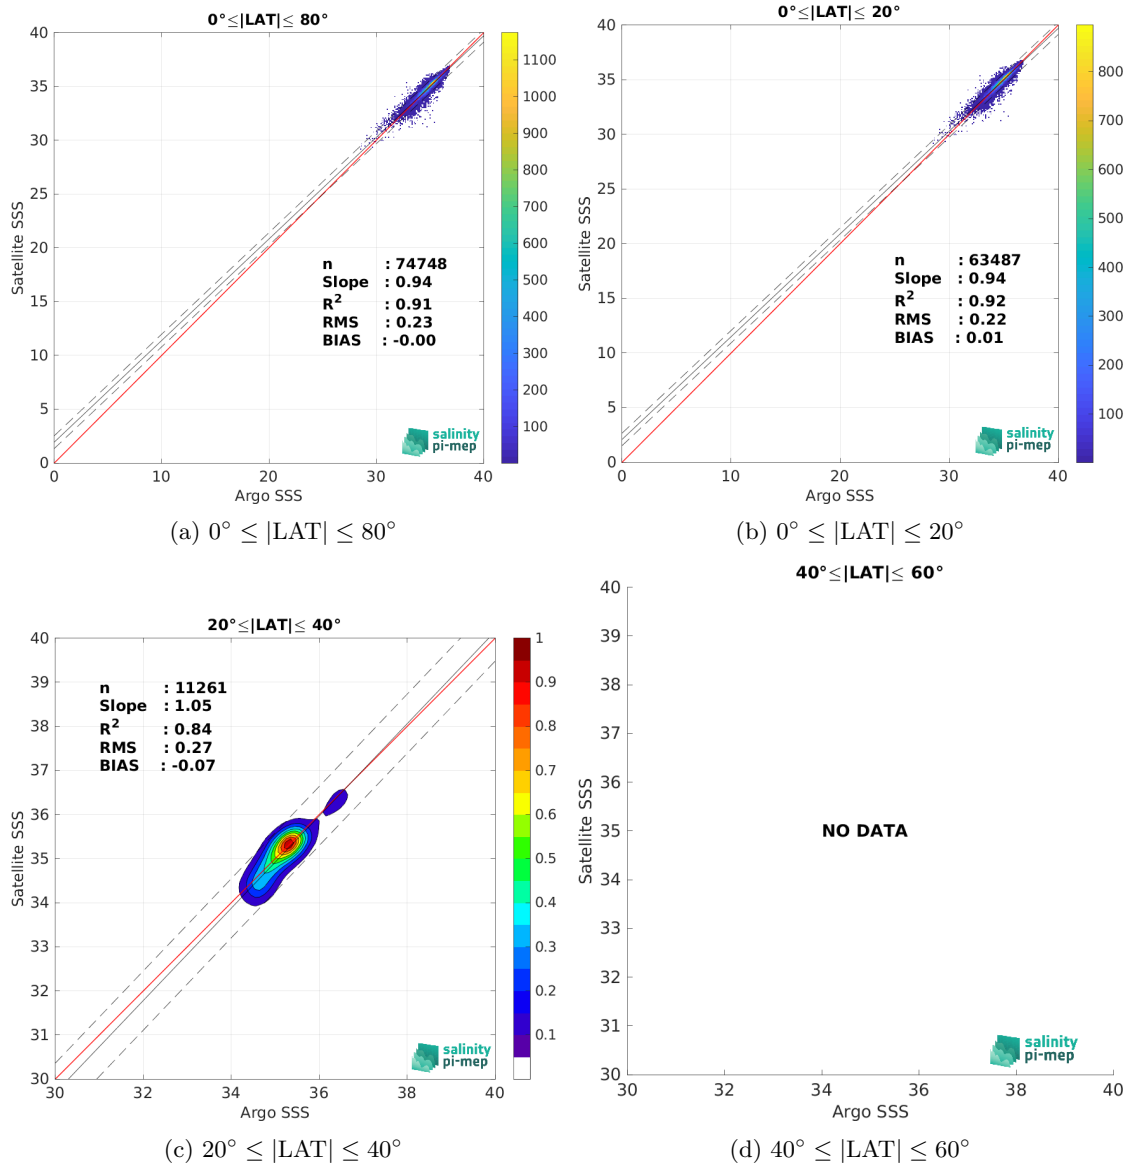 0°≤|LAT|≤ 80°
40
35
30
25
20
15
10
5
0
0
10
20
30
40
Satellite SSS
Argo SSS
n : 74748
Slope : 0.94
R2 : 0.91
RMS : 0.23
BIAS : -0.00
salinity
pi-mep
1100
1000
900
800
700
600
500
400
300
200
100
(a) 0° ≤ |LAT| ≤ 80°
0°≤|LAT|≤ 20°
40
35
30
25
20
15
10
5
0
0
10
20
30
40
Satellite SSS
Argo SSS
n : 63487
Slope : 0.94
R2 : 0.92
RMS : 0.22
BIAS : 0.01
salinity
pi-mep
800
700
600
500
400
300
200
100
(b) 0° ≤ |LAT| ≤ 20°
20°≤|LAT|≤ 40°
40
39
38
37
36
35
34
33
32
31
30
30
32
34
36
38
40
Satellite SSS
Argo SSS
n : 11261
Slope : 1.05
R2 : 0.84
RMS : 0.27
BIAS : -0.07
salinity
pi-mep
1
0.9
0.8
0.7
0.6
0.5
0.4
0.3
0.2
0.1
(c) 20° ≤ |LAT| ≤ 40°
40°≤|LAT|≤ 60°
40
39
38
37
36
35
34
33
32
31
30
30
32
34
36
38
40
Satellite SSS
Argo SSS
NO DATA
salinity
pi-mep
(d) 40° ≤ |LAT| ≤ 60°